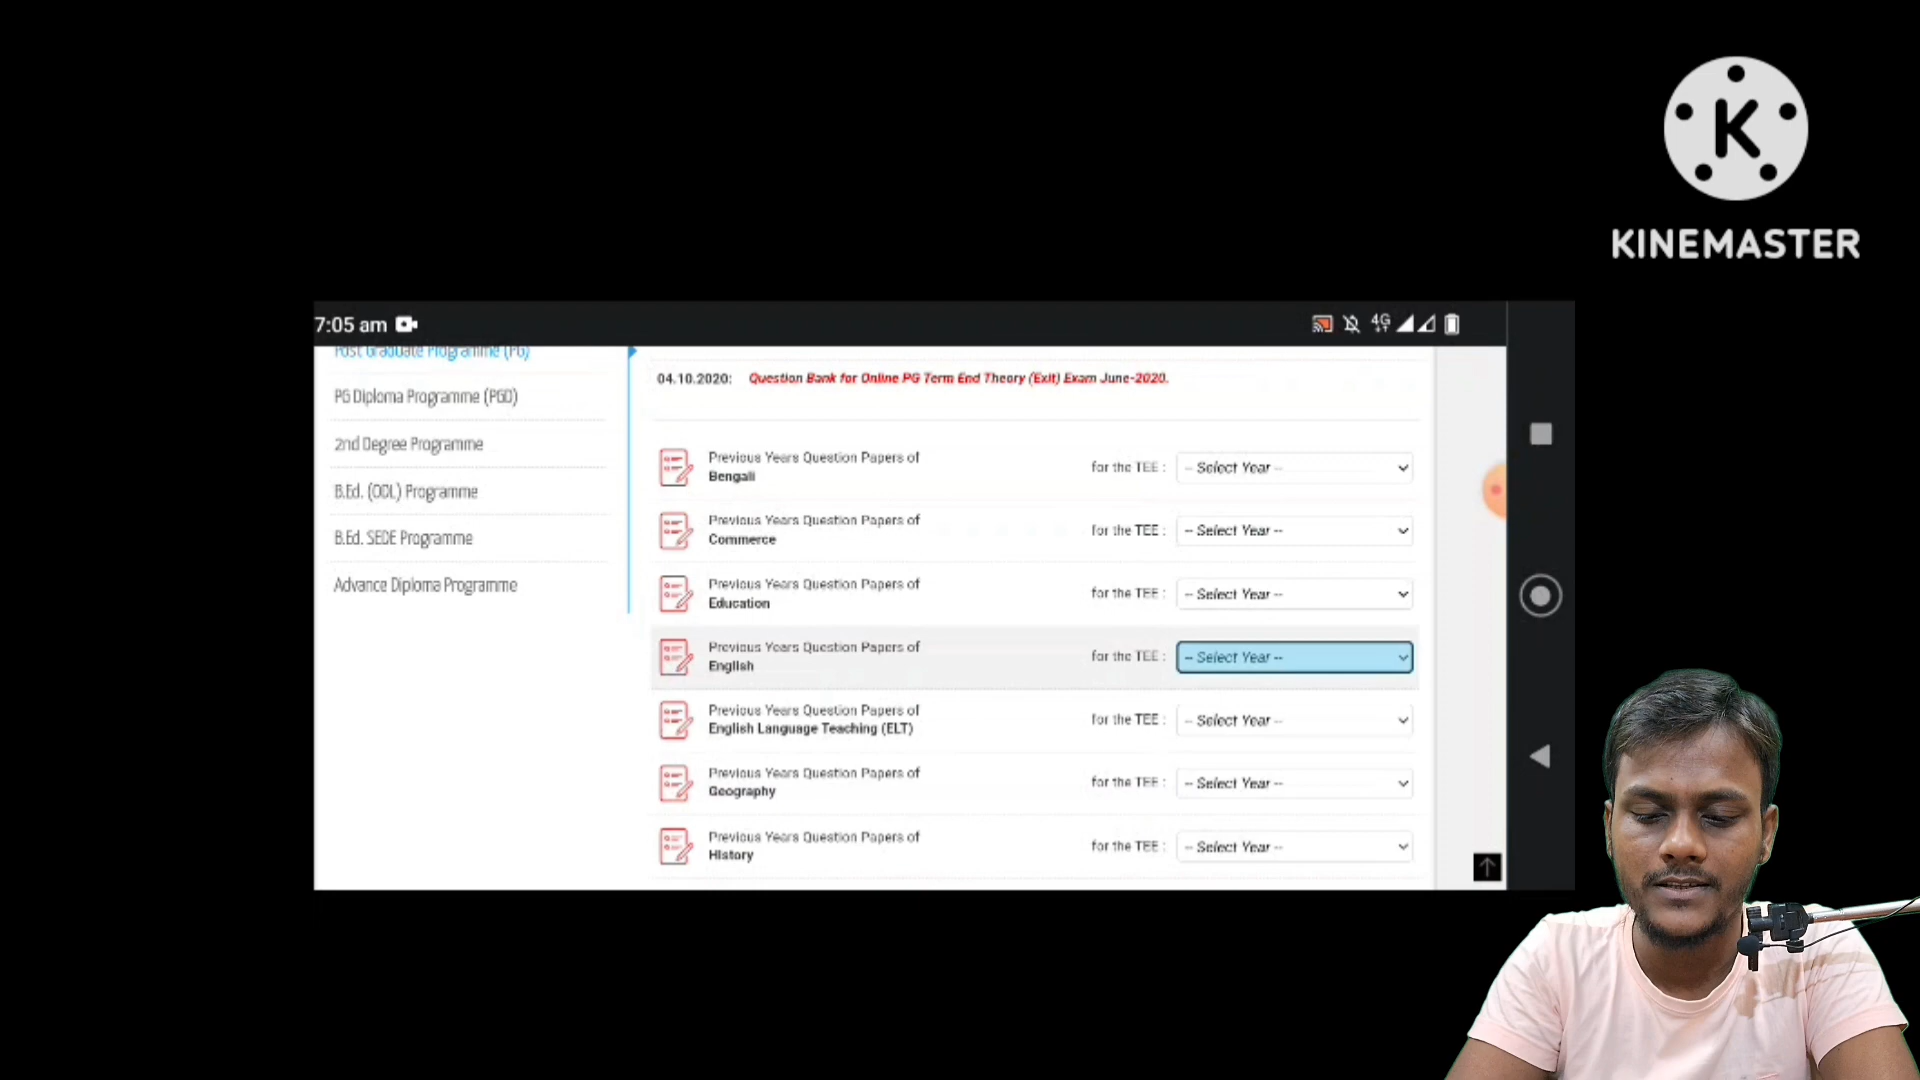 K
KINEMASTER
7:05 am
4G
Post Graduate Programme (PG)
PG Diploma Programme (PGD)
2nd Degree Programme
B.Ed. (ODL) Programme
B.Ed. SEDE Programme
Advance Diploma Programme
04.10.2020: Question Bank for Online PG Term End Theory (Exit) Exam June-2020.
Previous Years Question Papers of
Bengali
for the TEE : -- Select Year --
Previous Years Question Papers of
Commerce
for the TEE : -- Select Year --
Previous Years Question Papers of
Education
for the TEE : -- Select Year --
Previous Years Question Papers of
English
for the TEE : -- Select Year --
Previous Years Question Papers of
English Language Teaching (ELT)
for the TEE : -- Select Year --
Previous Years Question Papers of
Geography
for the TEE : -- Select Year --
Previous Years Question Papers of
History
for the TEE : -- Select Year --